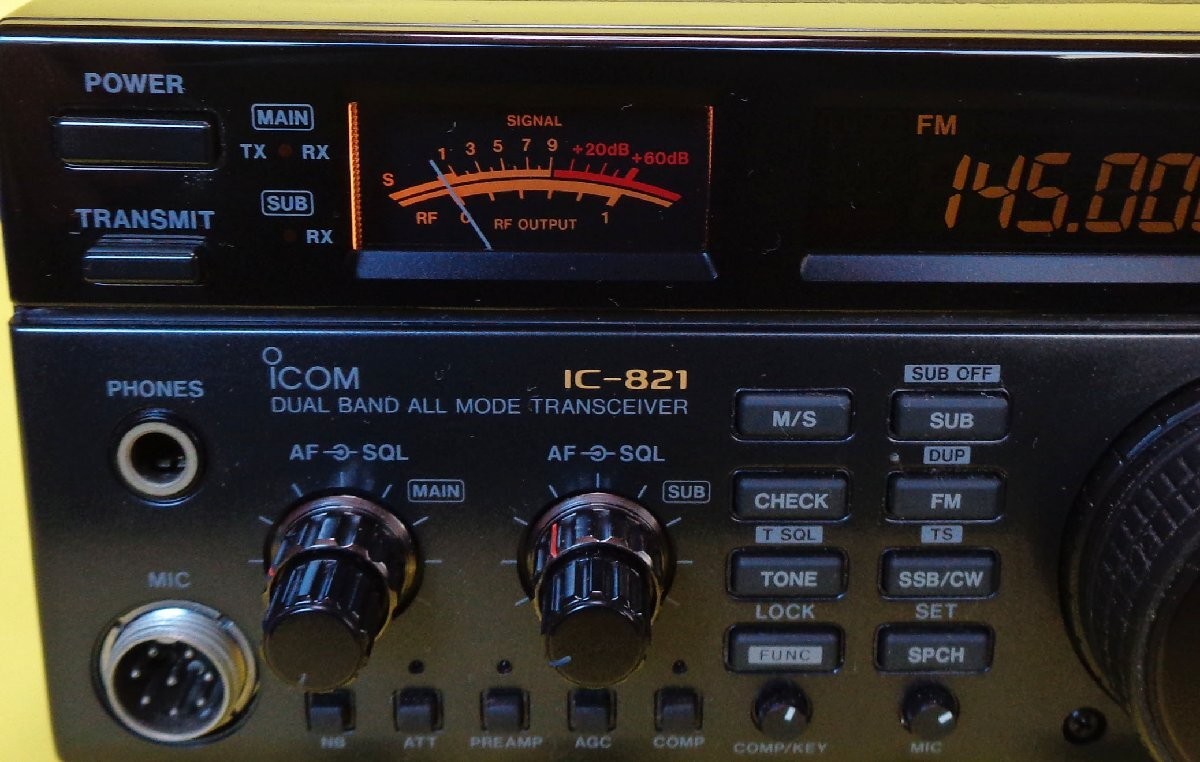 POWER
MAIN
TX RX
TRANSMIT
SUB
RX
SIGNAL
S 1 3 5 7 9 +20dB +60dB
RF 0 RF OUTPUT 1
FM
145.00
PHONES
ICOM IC-821
DUAL BAND ALL MODE TRANSCEIVER
AF SQL
MAIN
AF SQL
SUB
MIC
NB ATT PREAMP AGC COMP
SUB OFF
M/S SUB
DUP
CHECK FM
T SQL TS
TONE SSB/CW
LOCK SET
FUNC SPCH
COMP/KEY MIC